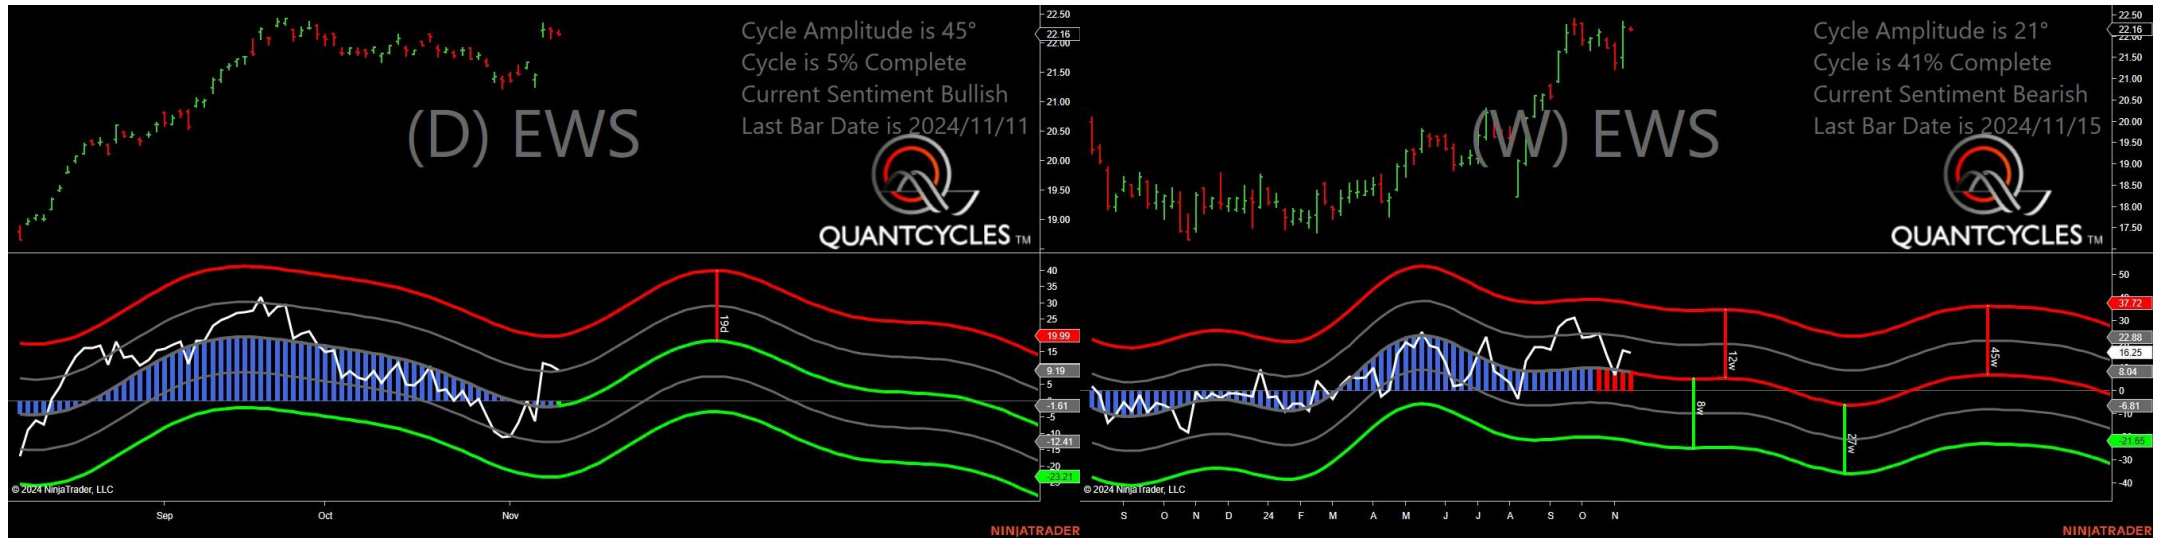 Cycle Amplitude is 45°
Cycle is 5% Complete
Current Sentiment Bullish
Last Bar Date is 2024/11/11
(D) EWS
QUANTCYCLES TM
22.50
22.16
22.00
21.50
21.00
20.50
20.00
19.50
19.00
40
35
30
25
19.99
15
9.19
5
-1.61
-5
-10
-12.41
-20
-23.21
19d
© 2024 NinjaTrader, LLC
Sep Oct Nov
NINJATRADER
Cycle Amplitude is 21°
Cycle is 41% Complete
Current Sentiment Bearish
Last Bar Date is 2024/11/15
(W) EWS
QUANTCYCLES TM
22.50
22.16
21.50
21.00
20.50
20.00
19.50
19.00
18.50
18.00
17.50
50
37.72
30
22.88
16.25
8.04
0
-6.81
-21.65
-30
-40
12w
8w
27w
45w
© 2024 NinjaTrader, LLC
S O N D 24 F M A M J J A S O N
NINJATRADER